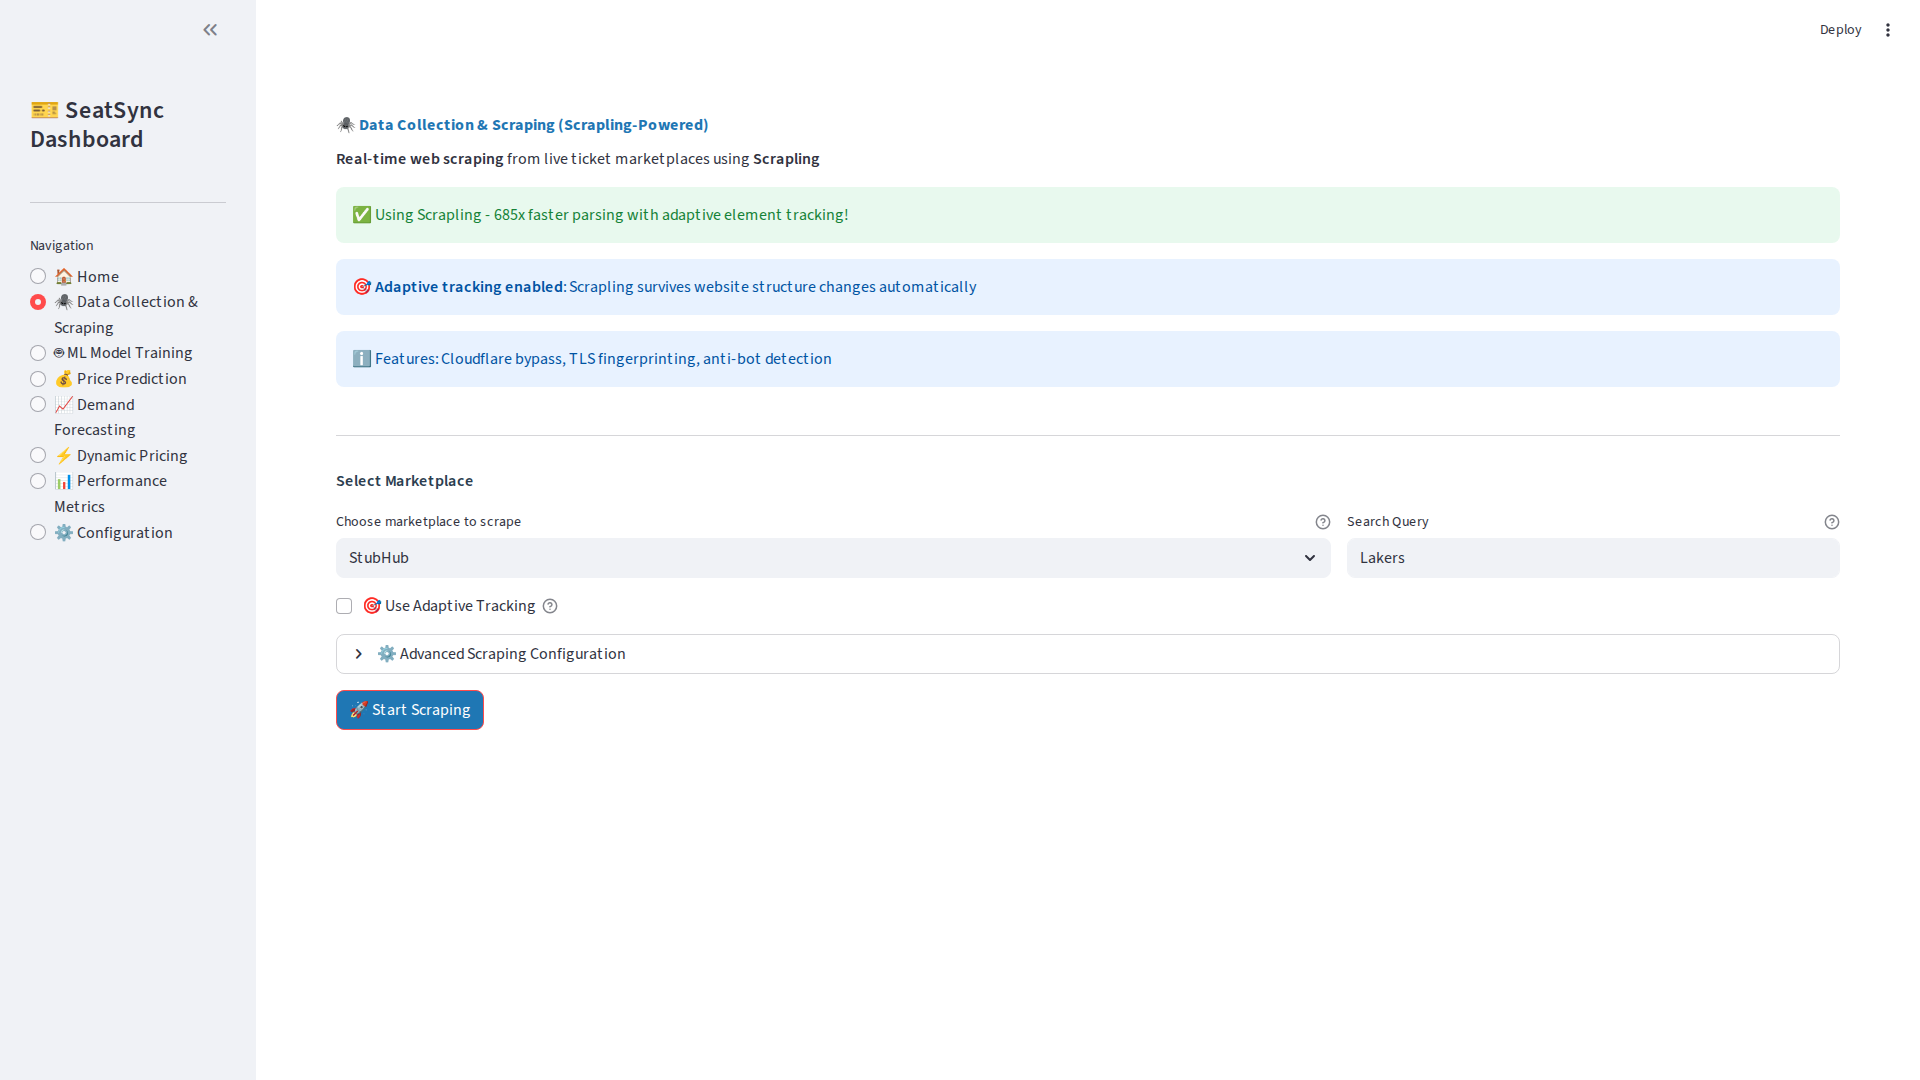 Deploy
🎫 SeatSync
Dashboard
Navigation
🏠 Home
🕷️ Data Collection &
Scraping
ML Model Training
💰 Price Prediction
📈 Demand
Forecasting
⚡ Dynamic Pricing
📊 Performance
Metrics
⚙️ Configuration
🕷️ Data Collection & Scraping (Scrapling-Powered)
Real-time web scraping from live ticket marketplaces using Scrapling
✅ Using Scrapling - 685x faster parsing with adaptive element tracking!
🎯 Adaptive tracking enabled: Scrapling survives website structure changes automatically
ℹ️ Features: Cloudflare bypass, TLS fingerprinting, anti-bot detection
Select Marketplace
Choose marketplace to scrape
Search Query
StubHub
Lakers
🎯 Use Adaptive Tracking
⚙️ Advanced Scraping Configuration
🚀 Start Scraping